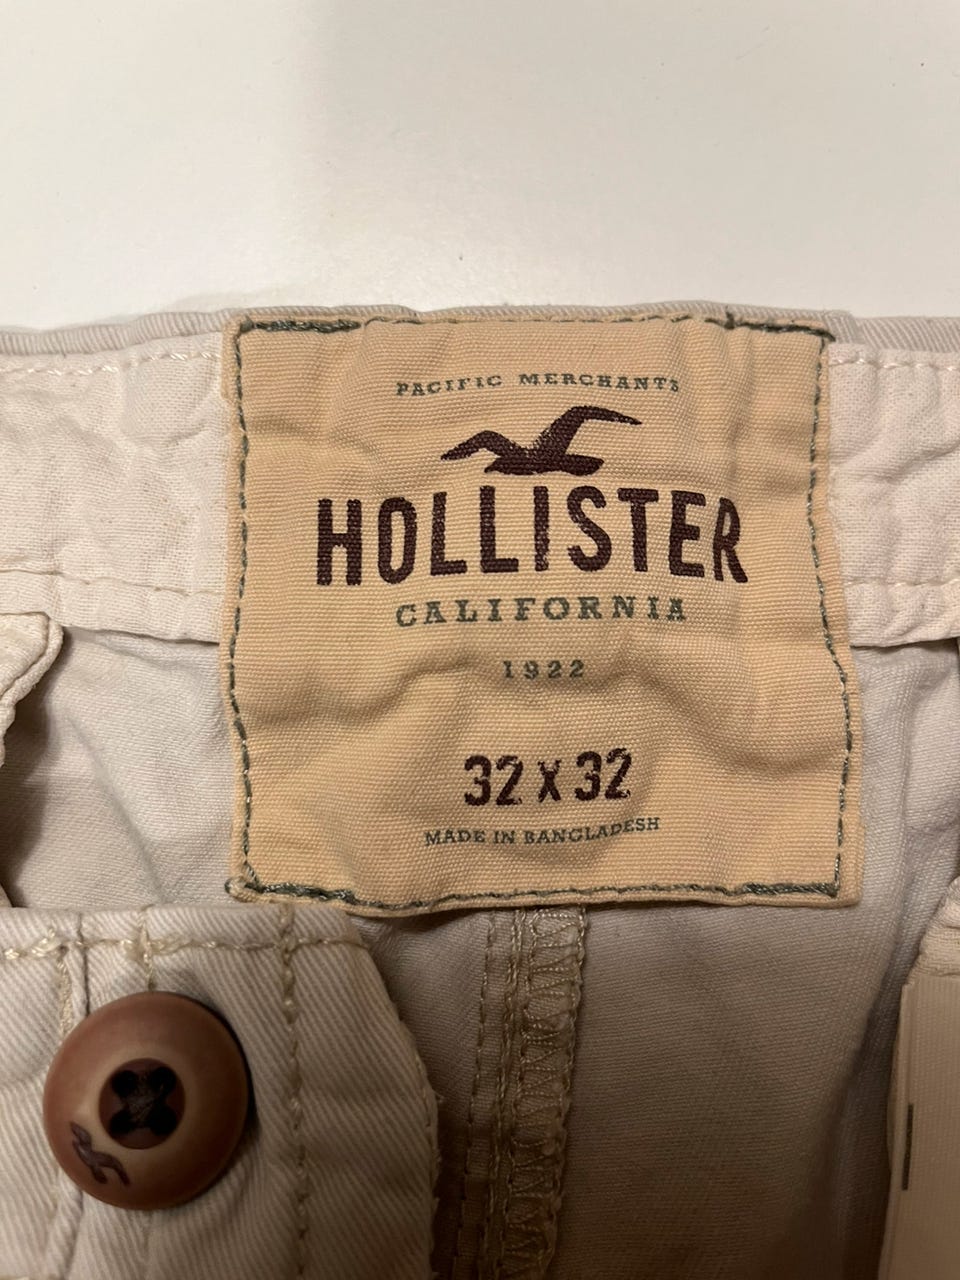 PACIFIC MERCHANTS
HOLLISTER
CALIFORNIA
1922
32 X 32
MADE IN BANGLADESH